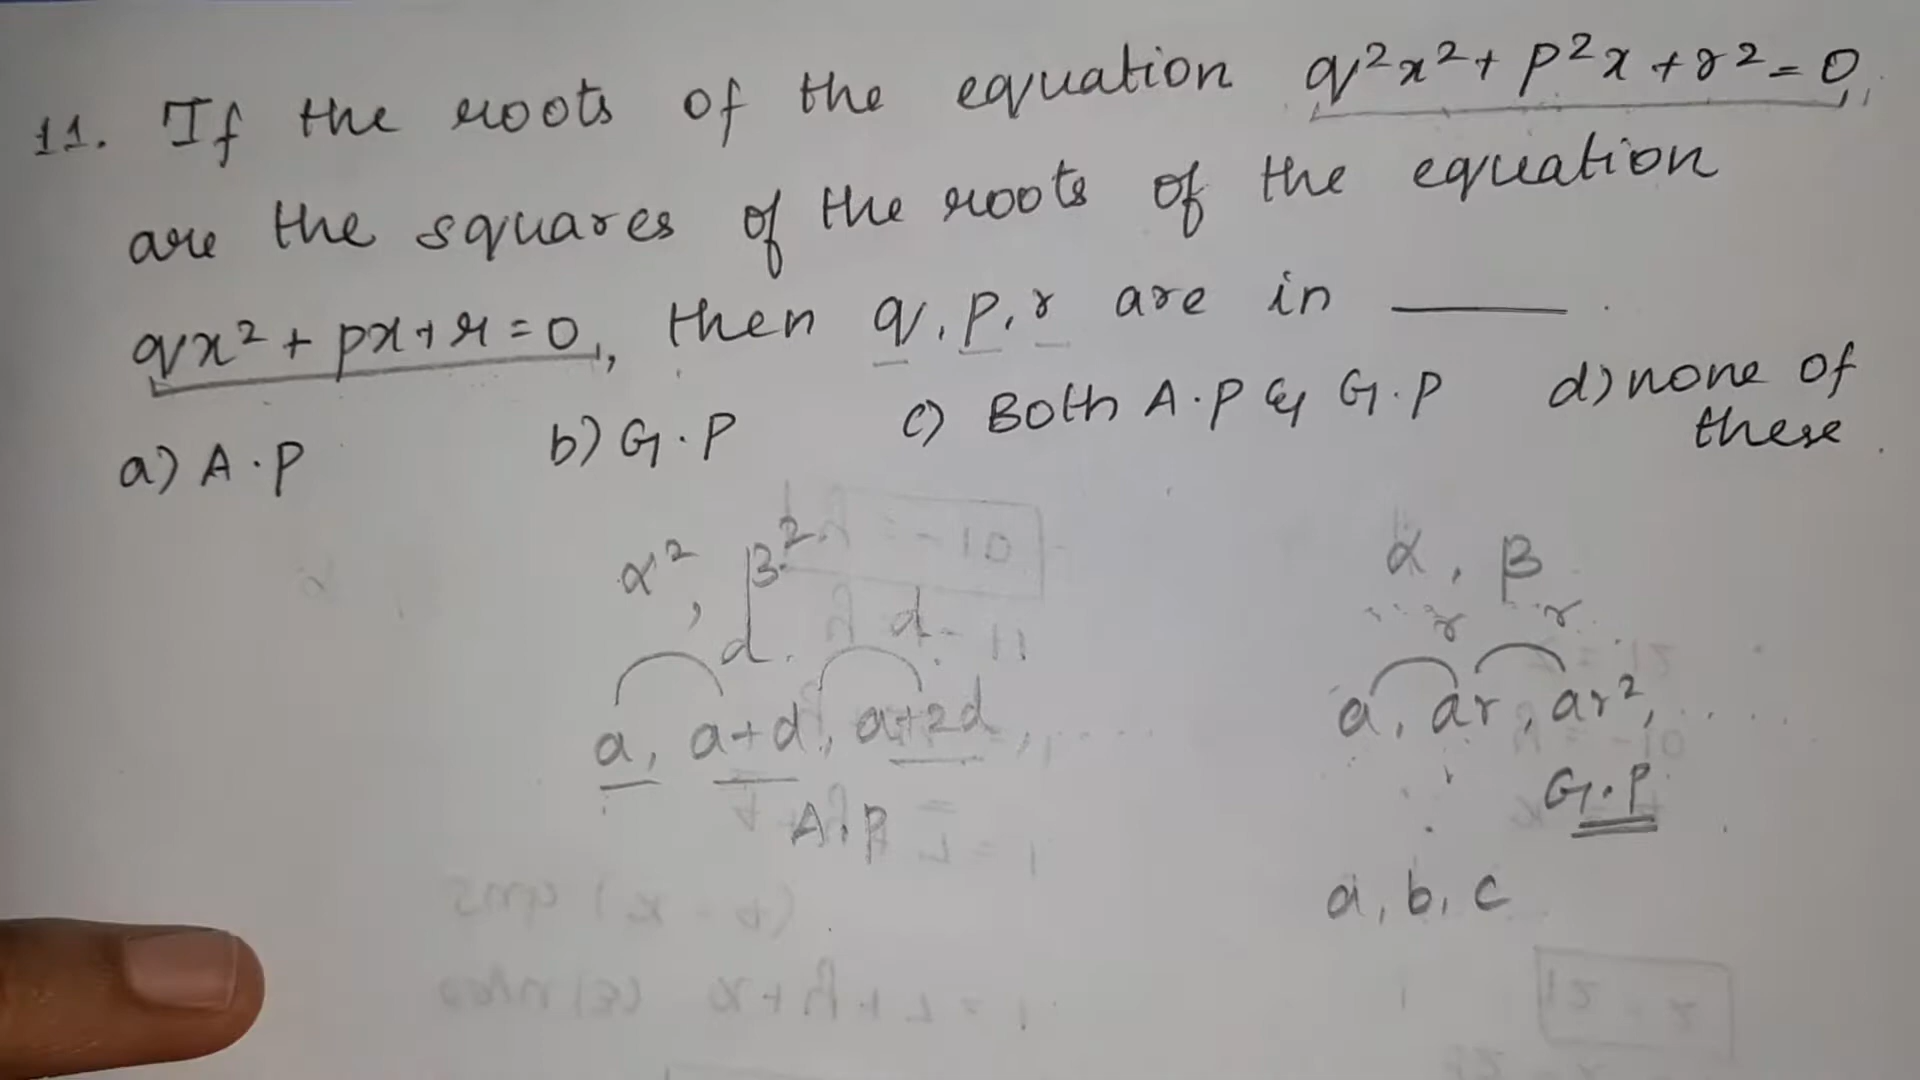 11. If the roots of the equation q²x²+ p²x + r² = 0,
are the squares of the roots of the equation
qx² + px + r = 0, then q, p, r are in ______ .
a) A.P b) G.P c) Both A.P & G.P d) none of
these.
α², β² α, β
d d r r
a, a+d, a+2d, .... a, ar, ar², ....
A.P G.P
a, b, c